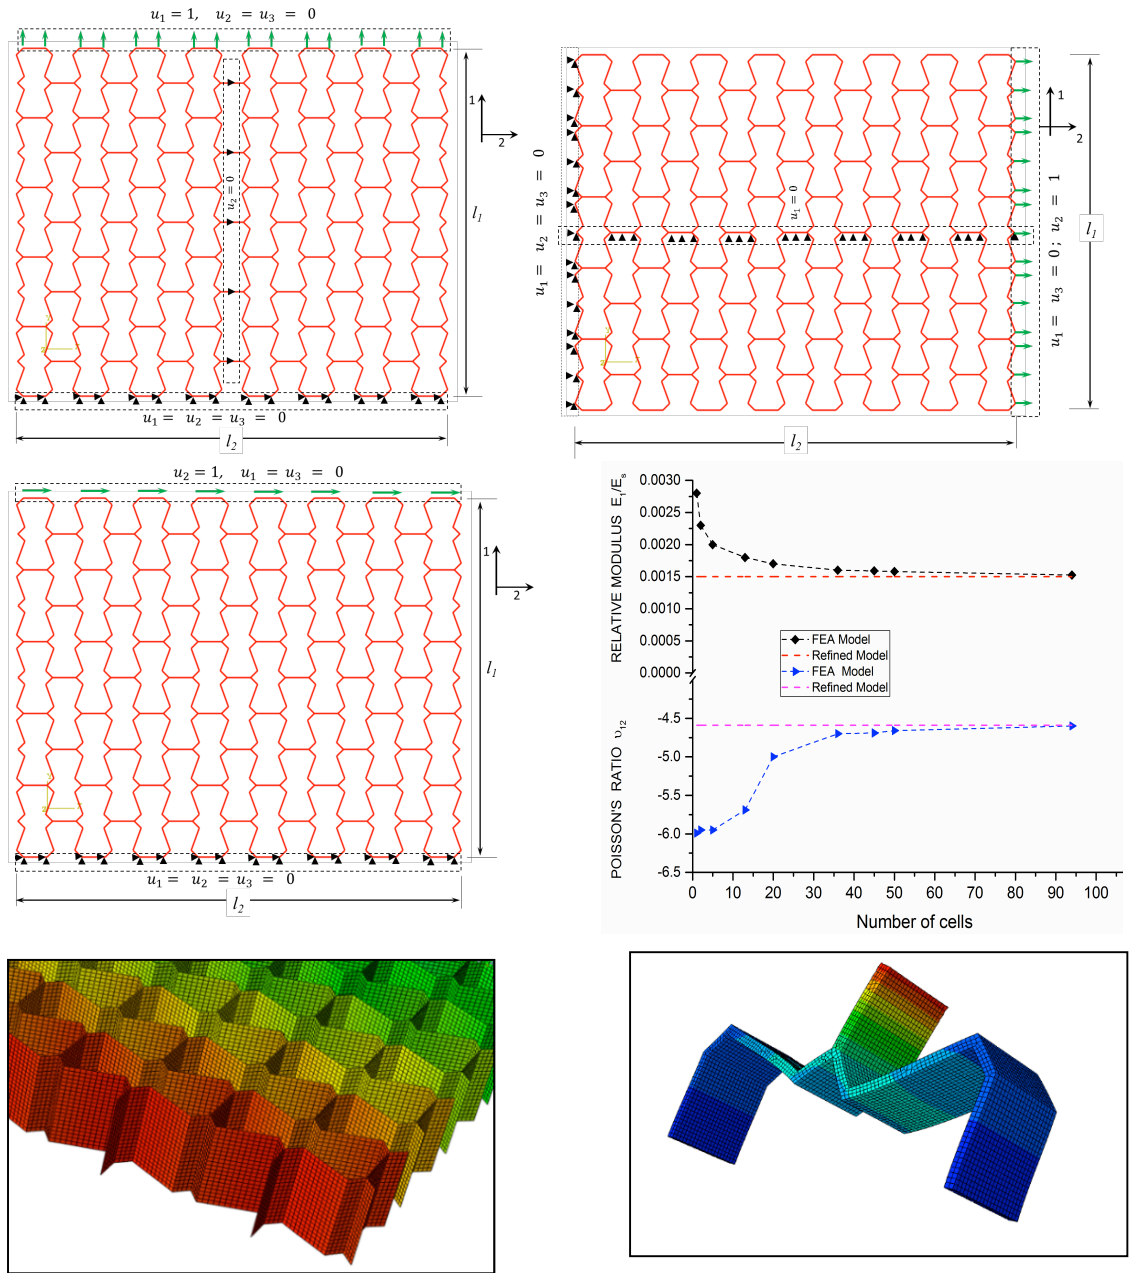 u₁ = 1, u₂ = u₃ = 0
1
2
u₂ = 0
l₁
u₁ = u₂ = u₃ = 0
l₂
u₁ = u₂ = u₃ = 0
u₁ = 0
1
2
u₁ = u₃ = 0 ; u₂ = 1
l₁
l₂
u₂ = 1, u₁ = u₃ = 0
1
2
l₁
u₁ = u₂ = u₃ = 0
l₂
RELATIVE MODULUS E₁/Eₛ
0.0030
0.0025
0.0020
0.0015
0.0010
0.0005
0.0000
FEA Model
Refined Model
FEA Model
Refined Model
POISSON'S RATIO υ₁₂
-4.5
-5.0
-5.5
-6.0
-6.5
0 10 20 30 40 50 60 70 80 90 100
Number of cells